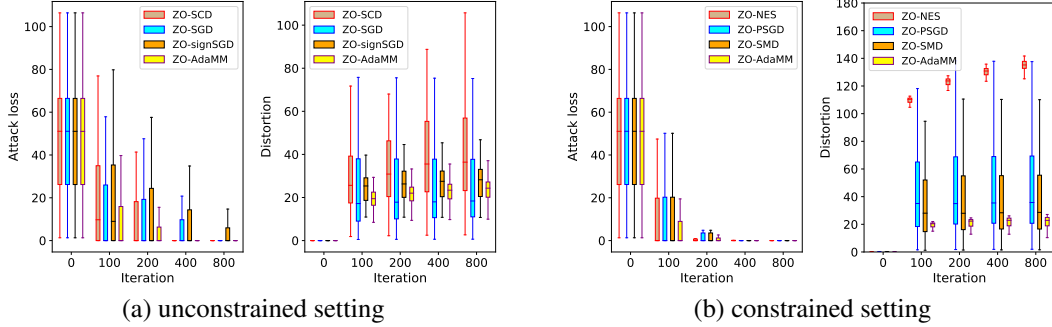 ZO-SCD
ZO-SGD
ZO-signSGD
ZO-AdaMM
Attack loss
100
80
60
40
20
0
0 100 200 400 800
Iteration
ZO-SCD
ZO-SGD
ZO-signSGD
ZO-AdaMM
Distortion
100
80
60
40
20
0
0 100 200 400 800
Iteration
(a) unconstrained setting
ZO-NES
ZO-PSGD
ZO-SMD
ZO-AdaMM
Attack loss
100
80
60
40
20
0
0 100 200 400 800
Iteration
ZO-NES
ZO-PSGD
ZO-SMD
ZO-AdaMM
Distortion
180
160
140
120
100
80
60
40
20
0
0 100 200 400 800
Iteration
(b) constrained setting